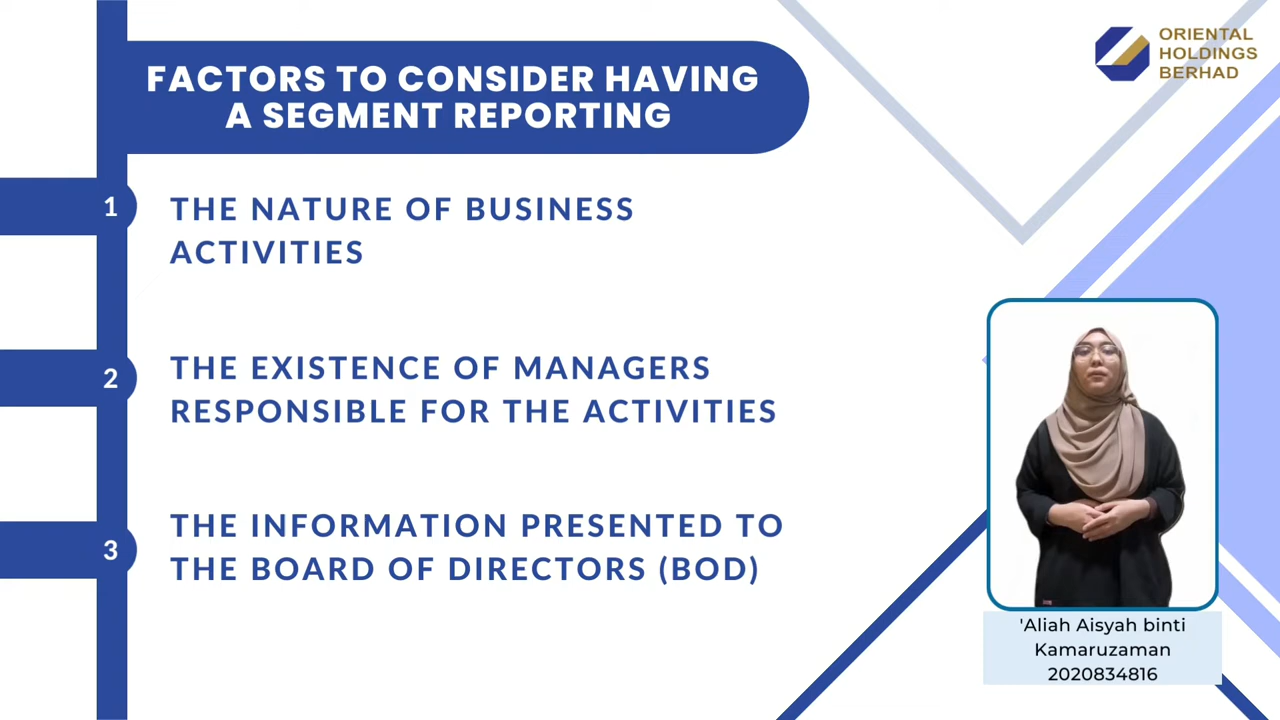 FACTORS TO CONSIDER HAVING
A SEGMENT REPORTING
ORIENTAL
HOLDINGS
BERHAD
1
THE NATURE OF BUSINESS
ACTIVITIES
2
THE EXISTENCE OF MANAGERS
RESPONSIBLE FOR THE ACTIVITIES
3
THE INFORMATION PRESENTED TO
THE BOARD OF DIRECTORS (BOD)
'Aliah Aisyah binti
Kamaruzaman
2020834816